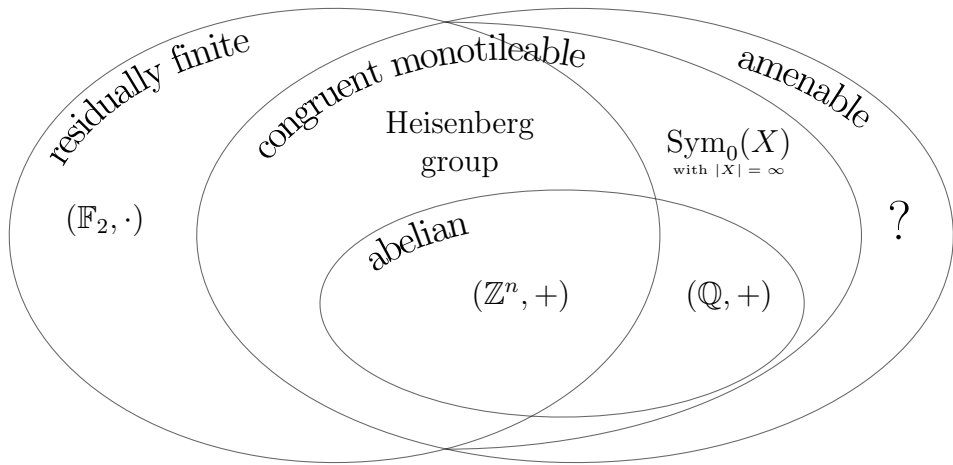 residually finite
congruent monotileable
amenable
Heisenberg
group
Sym₀(X)
with |X| = ∞
(𝔽₂, ·)
?
abelian
(ℤⁿ, +)
(ℚ, +)